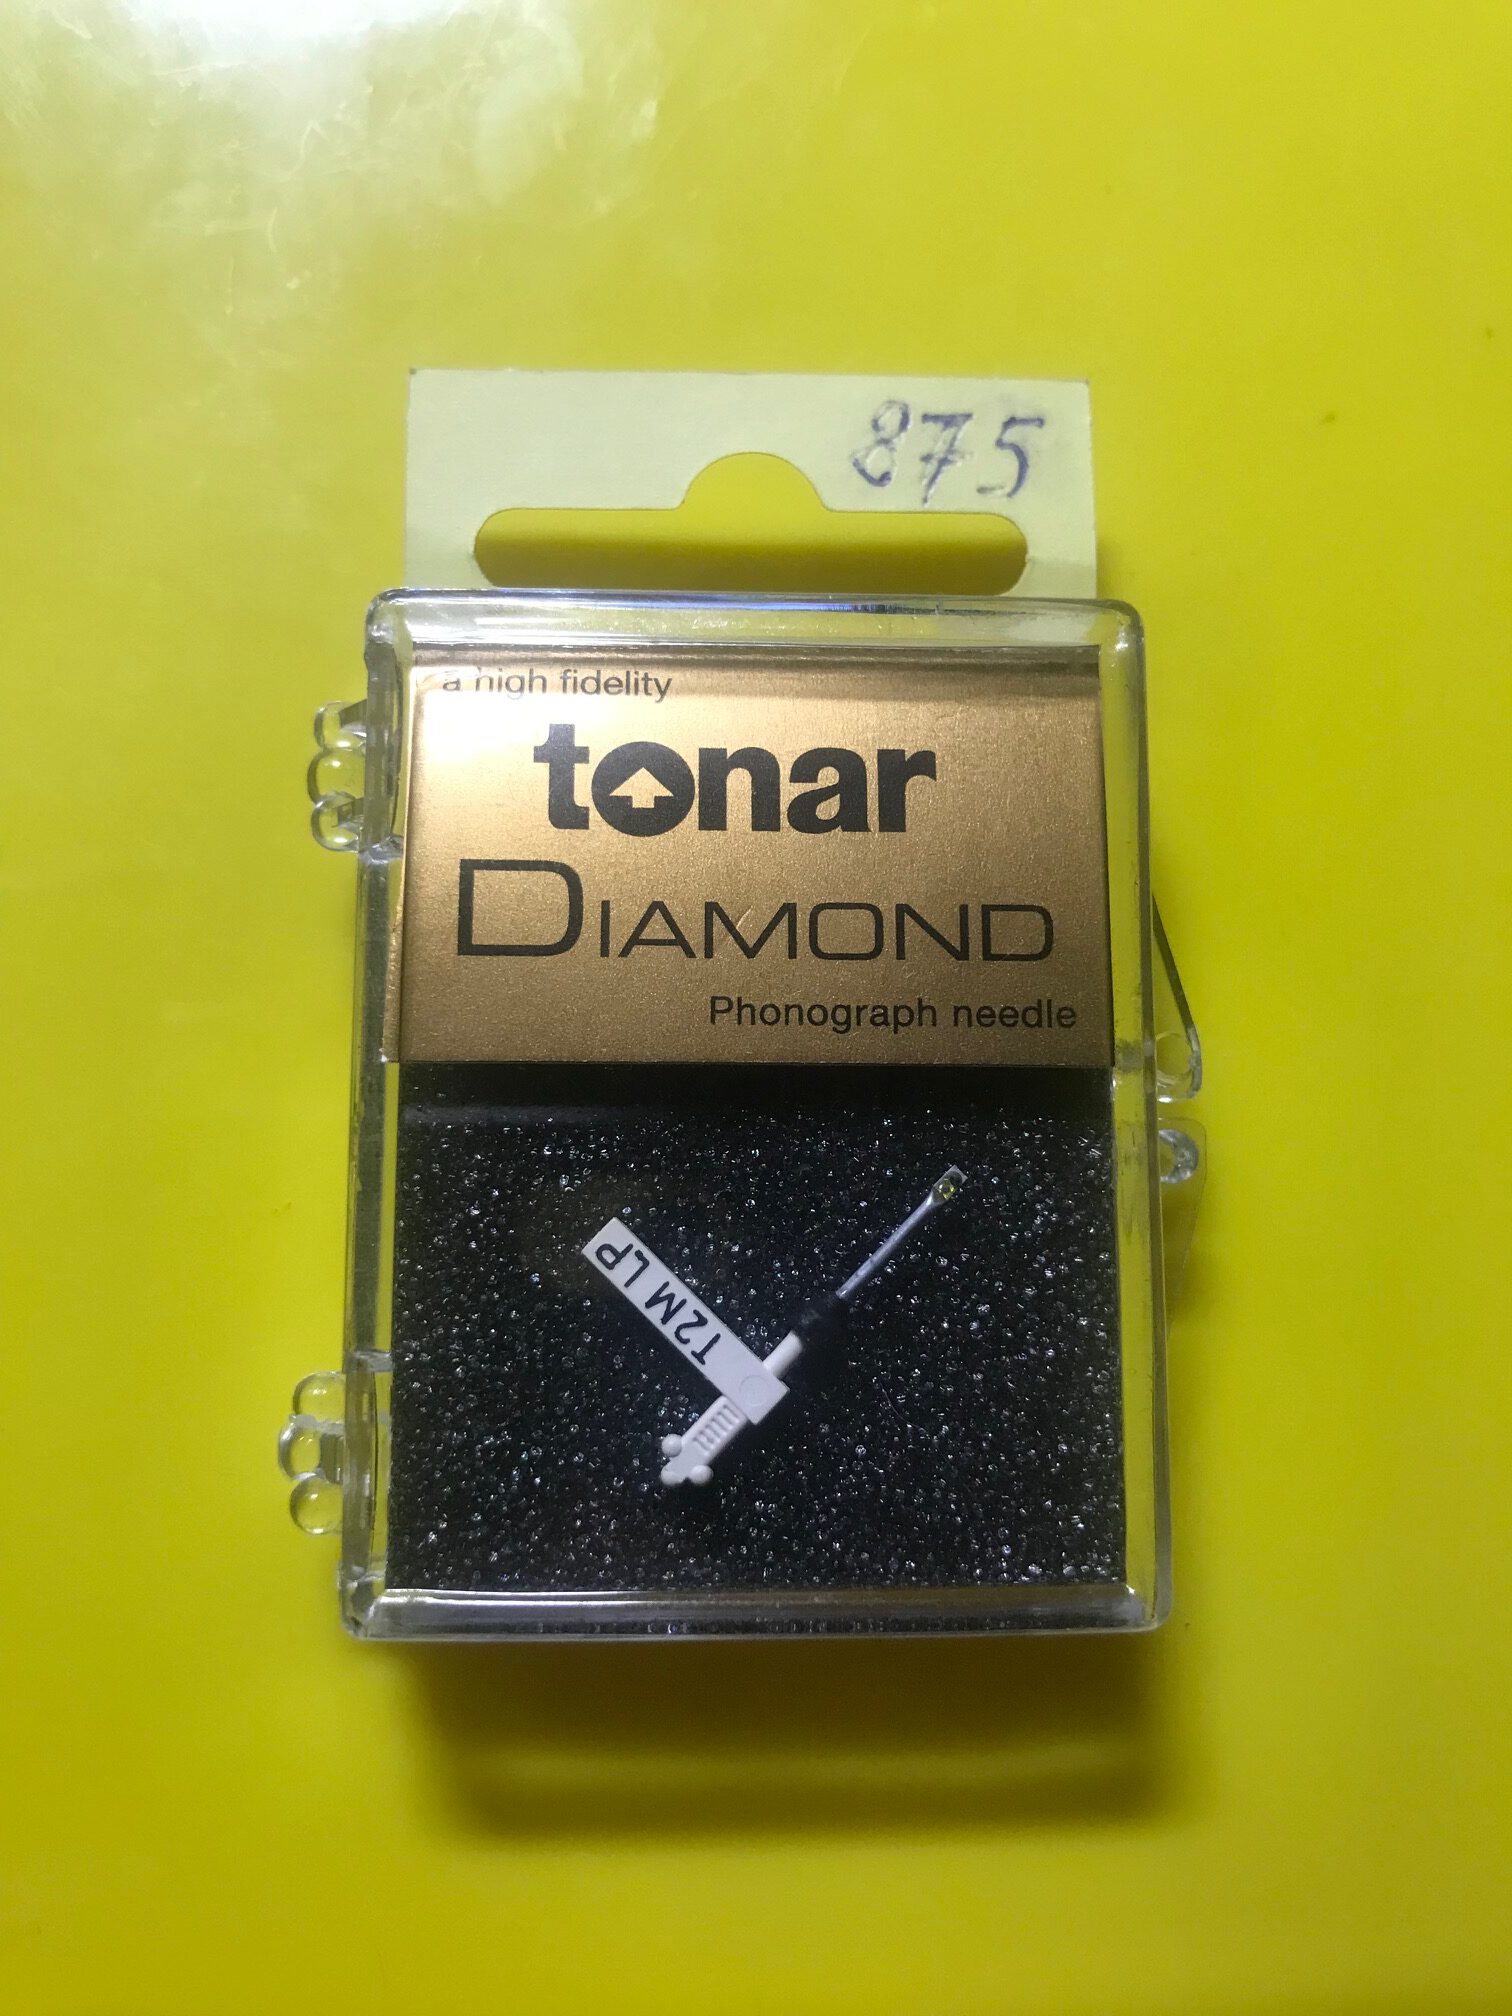 875
a high fidelity
tonar
DIAMOND
Phonograph needle
T2M LP